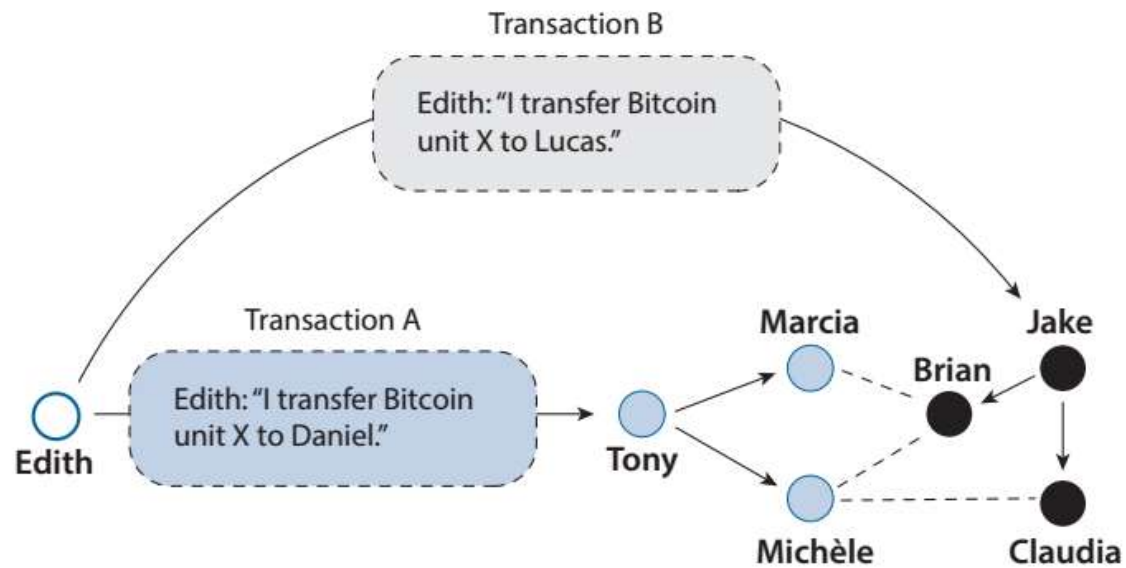 Transaction B
Edith: “I transfer Bitcoin
unit X to Lucas.”
Transaction A
Edith: “I transfer Bitcoin
unit X to Daniel.”
Edith
Tony
Marcia
Michèle
Brian
Jake
Claudia